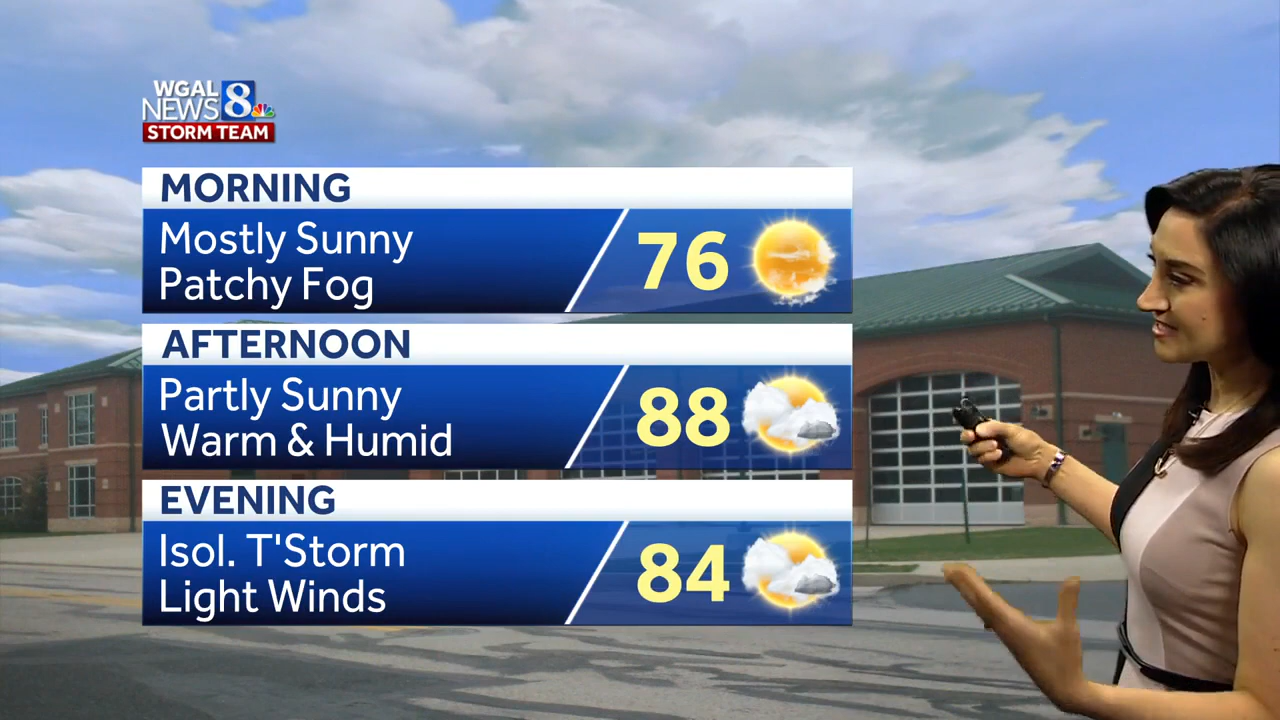 WGAL
NEWS 8
STORM TEAM
MORNING
Mostly Sunny
Patchy Fog
76
AFTERNOON
Partly Sunny
Warm & Humid
88
EVENING
Isol. T'Storm
Light Winds
84